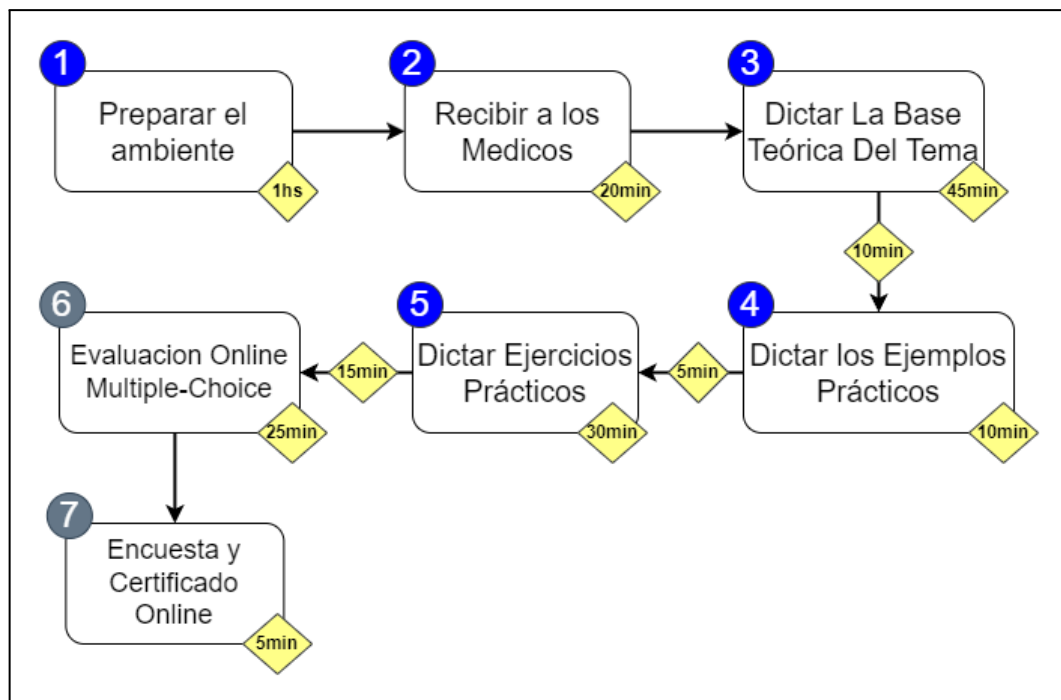 1
Preparar el
ambiente
1hs
2
Recibir a los
Medicos
20min
3
Dictar La Base
Teórica Del Tema
45min
10min
4
Dictar los Ejemplos
Prácticos
10min
5min
5
Dictar Ejercicios
Prácticos
30min
15min
6
Evaluacion Online
Multiple-Choice
25min
7
Encuesta y
Certificado
Online
5min